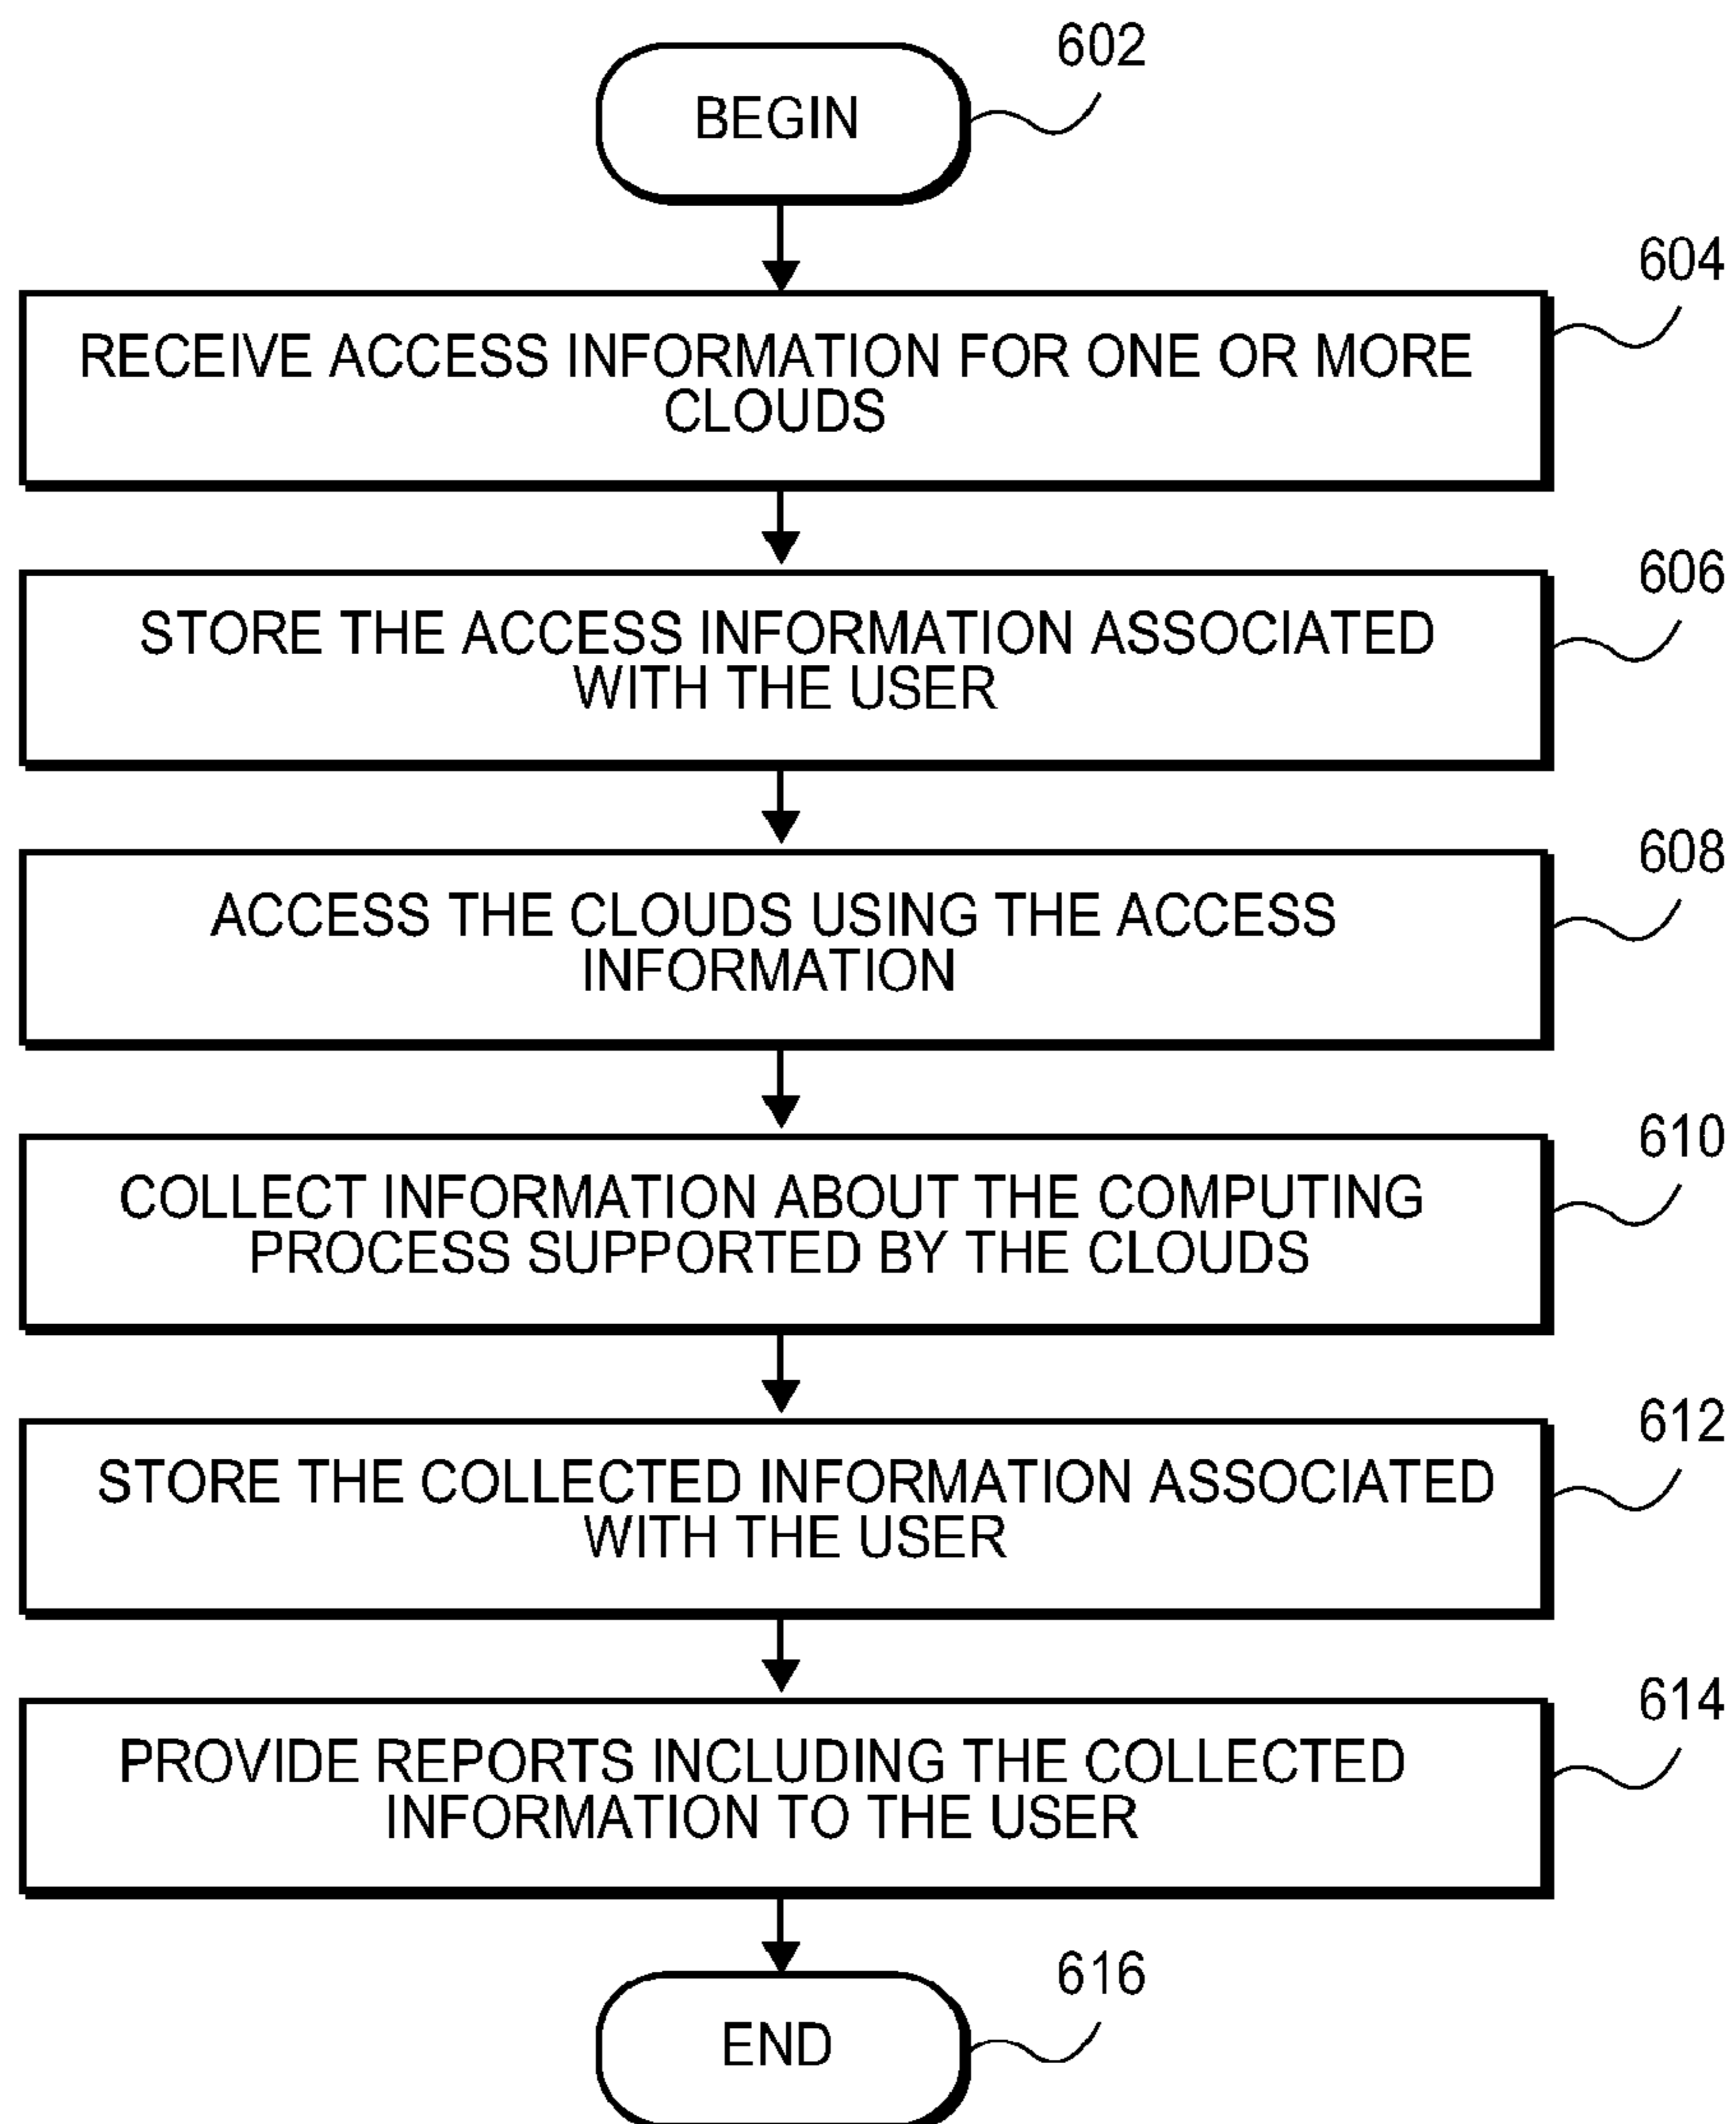 602
BEGIN
604
RECEIVE ACCESS INFORMATION FOR ONE OR MORE
CLOUDS
606
STORE THE ACCESS INFORMATION ASSOCIATED
WITH THE USER
608
ACCESS THE CLOUDS USING THE ACCESS
INFORMATION
610
COLLECT INFORMATION ABOUT THE COMPUTING
PROCESS SUPPORTED BY THE CLOUDS
612
STORE THE COLLECTED INFORMATION ASSOCIATED
WITH THE USER
614
PROVIDE REPORTS INCLUDING THE COLLECTED
INFORMATION TO THE USER
616
END